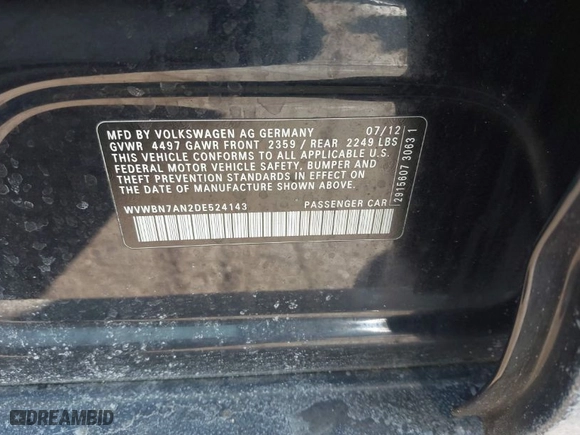 MFD BY VOLKSWAGEN AG GERMANY 07/12
GVWR 4497 GAWR FRONT 2359 / REAR 2249 LBS
THIS VEHICLE CONFORMS TO ALL APPLICABLE U.S.
FEDERAL MOTOR VEHICLE SAFETY, BUMPER AND
THEFT PREVENTION STANDARDS IN EFFECT ON
THE DATE OF MANUFACTURE SHOWN ABOVE.
WVWBN7AN2DE524143 PASSENGER CAR
2915607 3063 1
DREAMBID